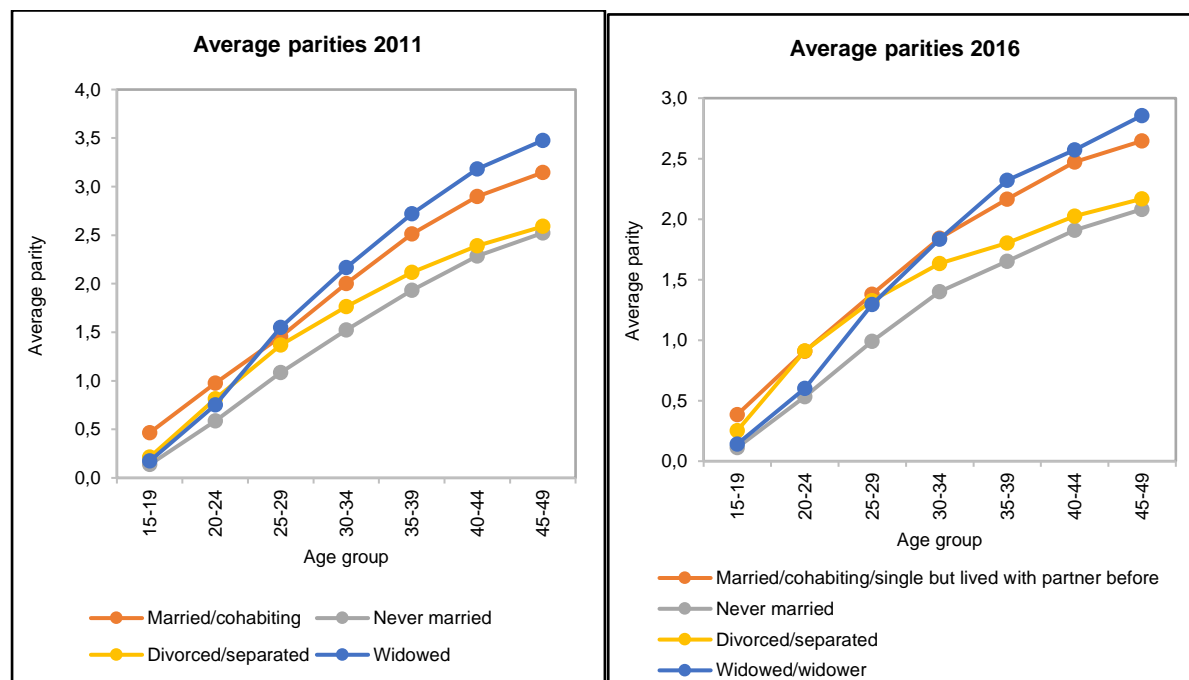 Average parities 2011
4,0
3,5
3,0
2,5
2,0
1,5
1,0
0,5
0,0
Average parity
15-19
20-24
25-29
30-34
35-39
40-44
45-49
Age group
Married/cohabiting
Never married
Divorced/separated
Widowed
Average parities 2016
3,0
2,5
2,0
1,5
1,0
0,5
0,0
Average parity
15-19
20-24
25-29
30-34
35-39
40-44
45-49
Age group
Married/cohabiting/single but lived with partner before
Never married
Divorced/separated
Widowed/widower